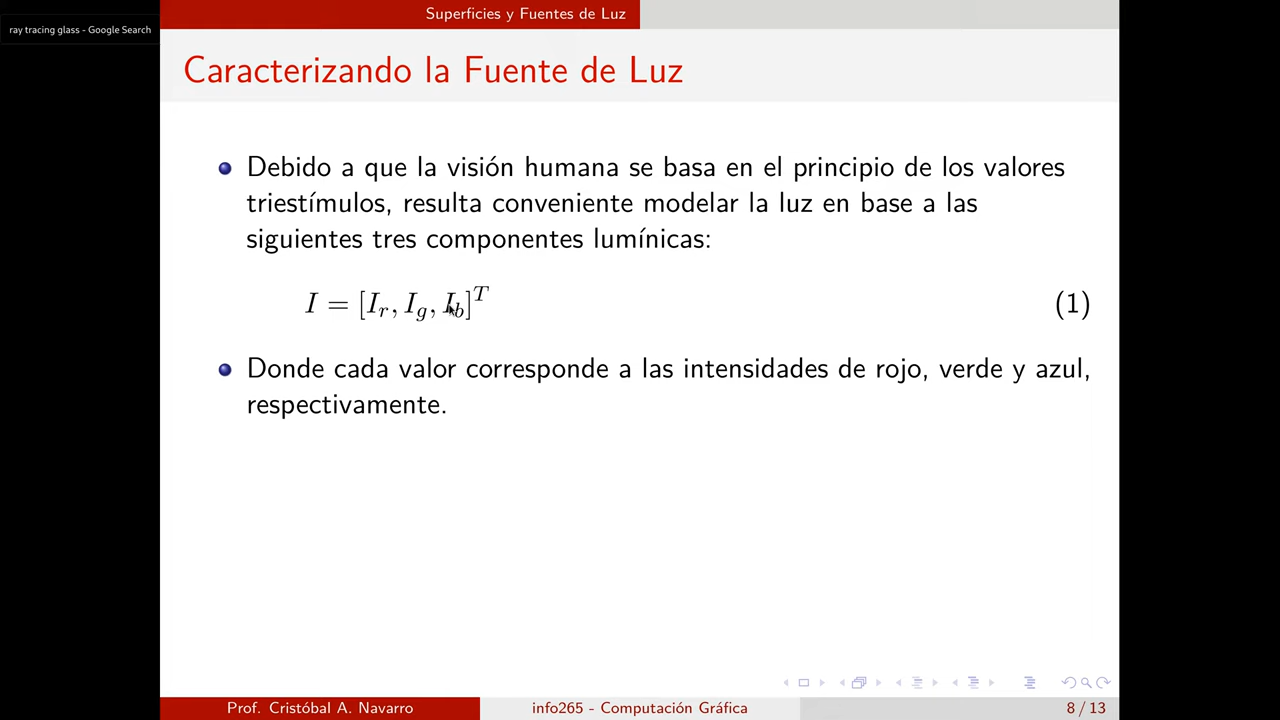 ray tracing glass - Google Search
Superficies y Fuentes de Luz
Caracterizando la Fuente de Luz
Debido a que la visión humana se basa en el principio de los valores
triestímulos, resulta conveniente modelar la luz en base a las
siguientes tres componentes lumínicas:
I = [I_r, I_g, I_b]^T (1)
Donde cada valor corresponde a las intensidades de rojo, verde y azul,
respectivamente.
Prof. Cristóbal A. Navarro info265 - Computación Gráfica 8 / 13